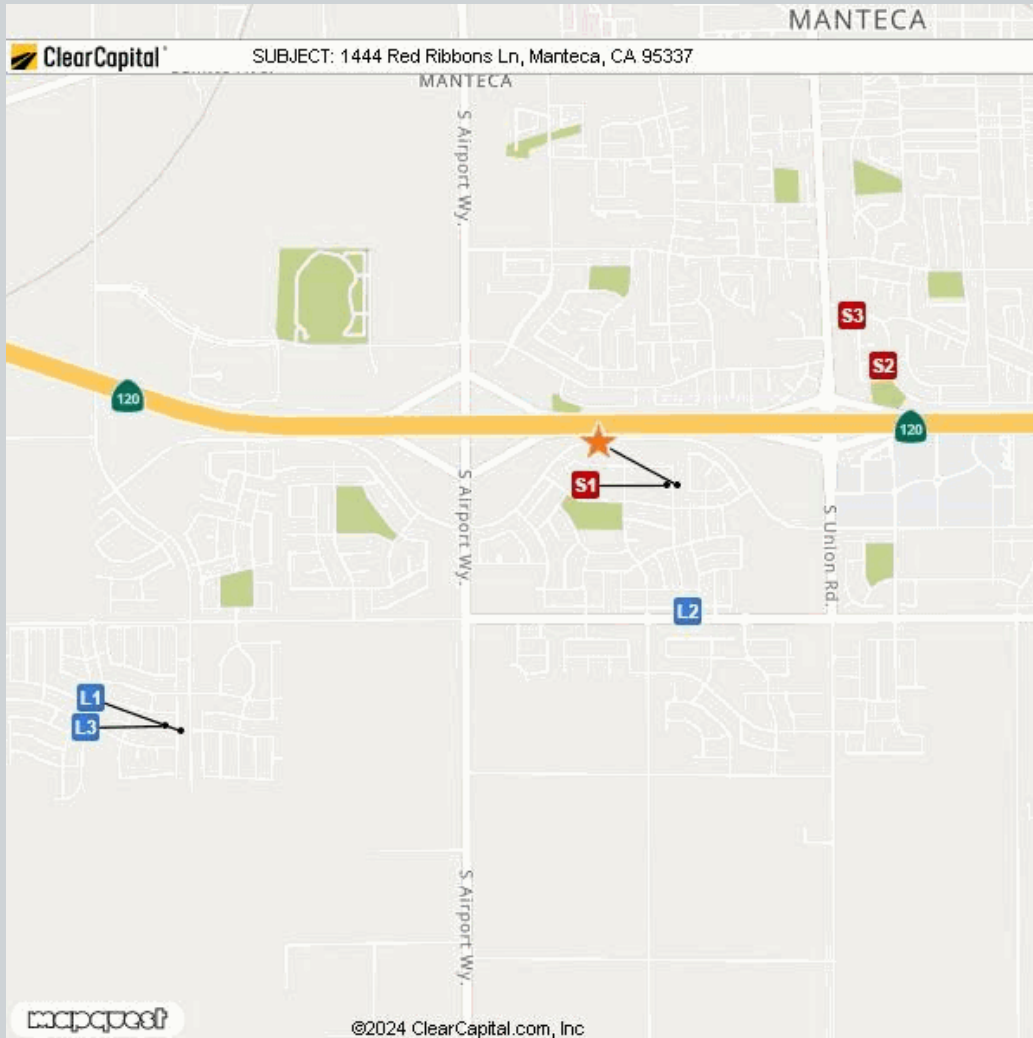 MANTECA
ClearCapital
SUBJECT: 1444 Red Ribbons Ln, Manteca, CA 95337
MANTECA
S Airport Wy.
S3
S2
120
120
S Airport Wy.
S1
S Union Rd.
L2
L1
L3
S Airport Wy.
mapquest
©2024 ClearCapital.com, Inc